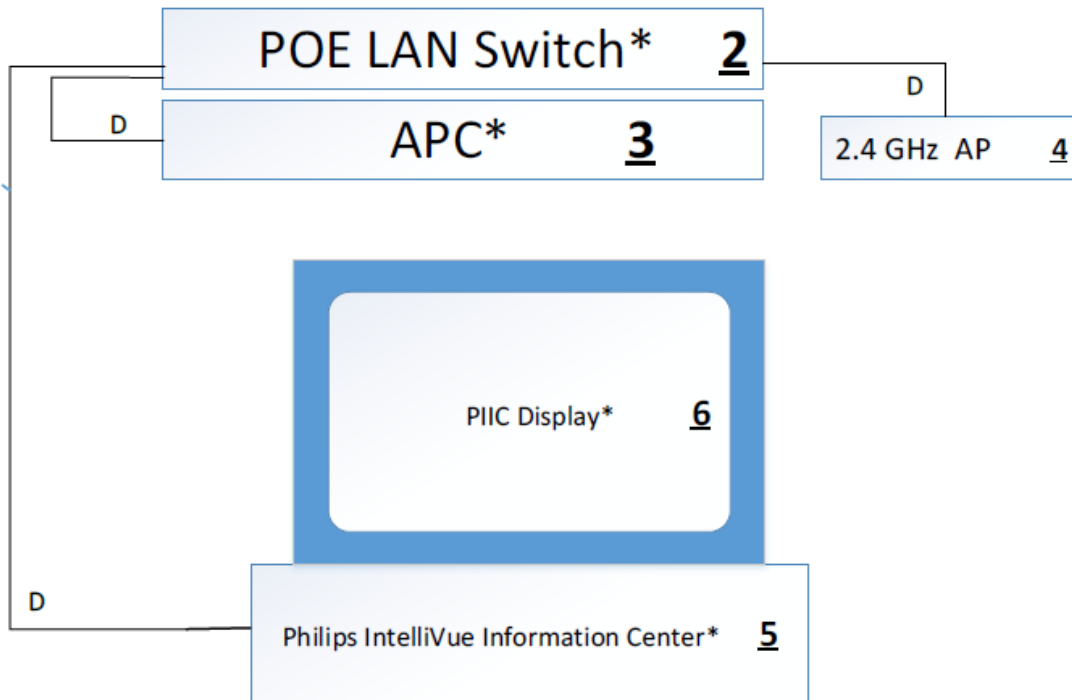 POE LAN Switch* 2
D
D
APC* 3
2.4 GHz AP 4
PIIC Display* 6
D
Philips IntelliVue Information Center* 5